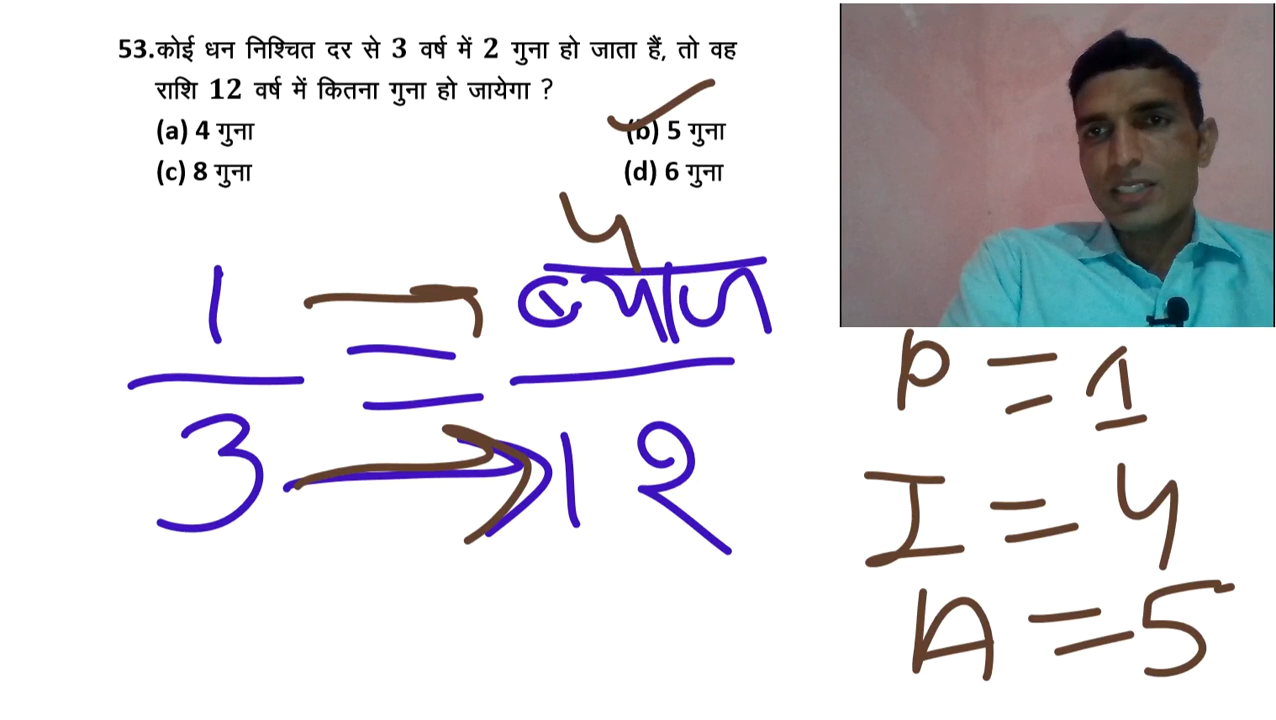 53.कोई धन निश्चित दर से 3 वर्ष में 2 गुना हो जाता हैं, तो वह
राशि 12 वर्ष में कितना गुना हो जायेगा ?
(a) 4 गुना (b) 5 गुना
(c) 8 गुना (d) 6 गुना
4
1 = ब्याज
3 १२
P = 1
I = 4
A = 5